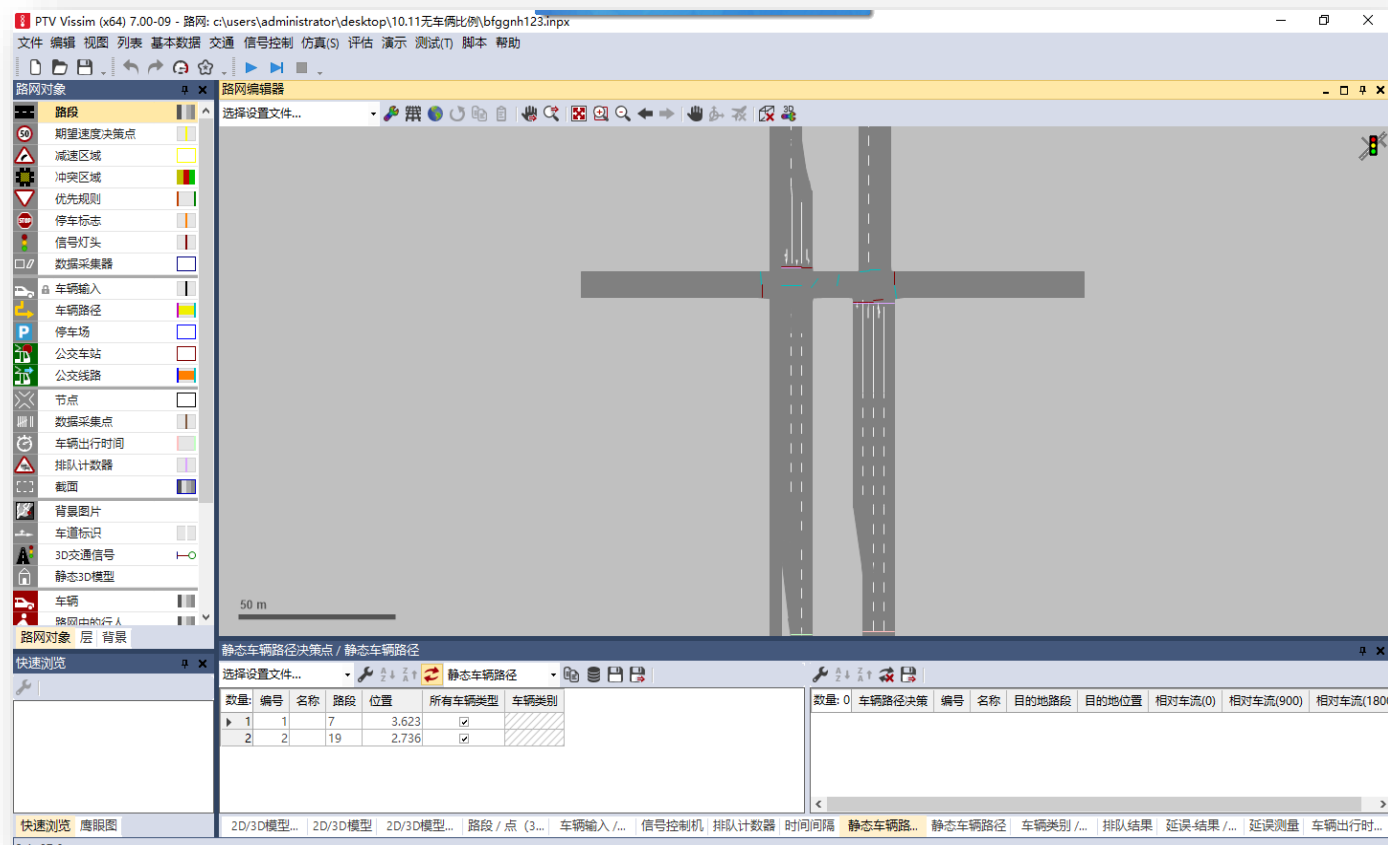 PTV Vissim (x64) 7.00-09 - 路网: c:\users\administrator\desktop\10.11无车俩比例\bfggnh123.inpx
文件 编辑 视图 列表 基本数据 交通 信号控制 仿真(S) 评估 演示 测试(T) 脚本 帮助
路网对象
路网编辑器
选择设置文件...
路段
50 期望速度决策点
减速区域
冲突区域
优先规则
STOP 停车标志
信号灯头
数据采集器
车辆输入
车辆路径
P 停车场
公交车站
公交线路
节点
数据采集点
车辆出行时间
排队计数器
截面
背景图片
车道标识
3D交通信号
静态3D模型
车辆
路网中的行人
路网对象 层 背景
50 m
快速浏览
快速浏览 鹰眼图
静态车辆路径决策点 / 静态车辆路径
选择设置文件... 静态车辆路径
数量: 编号 名称 路段 位置 所有车辆类型 车辆类别
1 1 7 3.623
2 2 19 2.736
数量: 0 车辆路径决策 编号 名称 目的地路段 目的地位置 相对车流(0) 相对车流(900) 相对车流(180
2D/3D模型... 2D/3D模型 2D/3D模型... 路段 / 点 (3... 车辆输入 /... 信号控制机 排队计数器 时间间隔 静态车辆路... 静态车辆路径 车辆类别 /... 排队结果 延误-结果 /... 延误测量 车辆出行时...